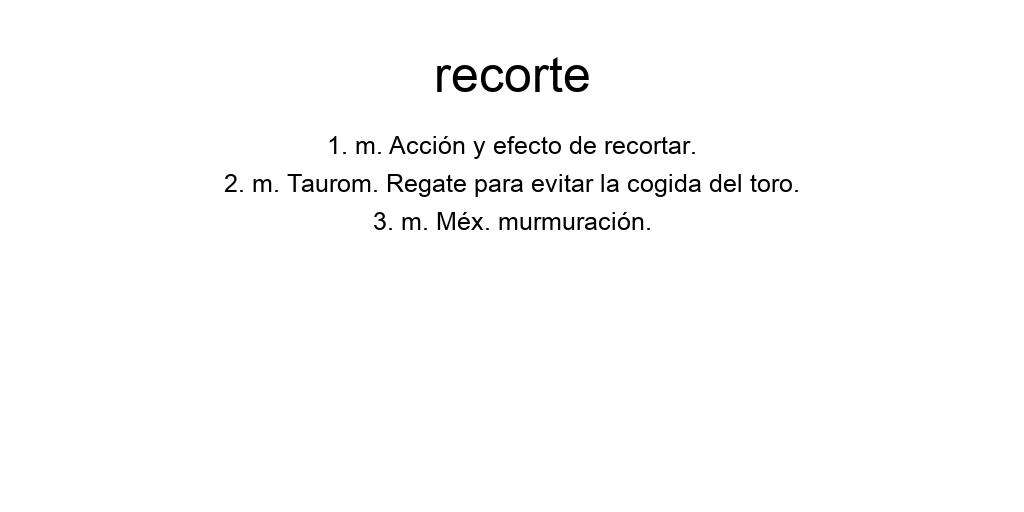 recorte
1. m. Acción y efecto de recortar.
2. m. Taurom. Regate para evitar la cogida del toro.
3. m. Méx. murmuración.